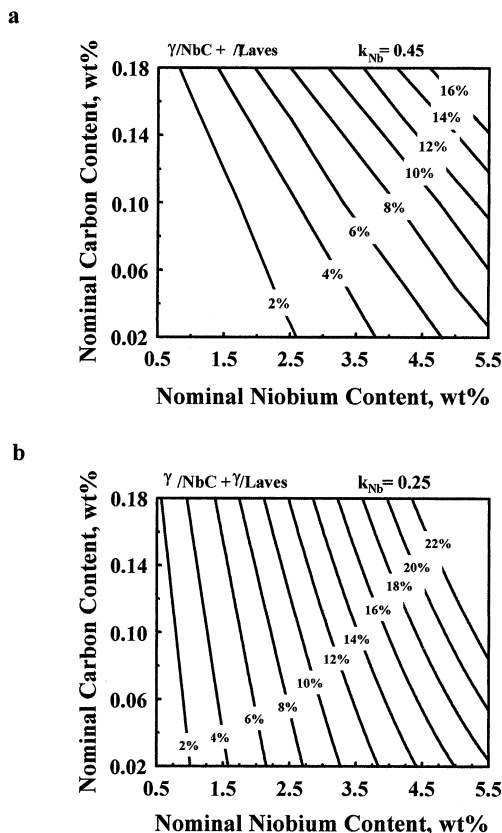 a
γ/NbC + /Laves k_Nb= 0.45
0.18
0.14
0.10
0.06
0.02
Nominal Carbon Content, wt%
16%
14%
12%
10%
8%
6%
4%
2%
0.5 1.5 2.5 3.5 4.5 5.5
Nominal Niobium Content, wt%
b
γ /NbC + γ/Laves k_Nb= 0.25
0.18
0.14
0.10
0.06
0.02
Nominal Carbon Content, wt%
22%
20%
18%
16%
14%
12%
10%
8%
6%
4%
2%
0.5 1.5 2.5 3.5 4.5 5.5
Nominal Niobium Content, wt%